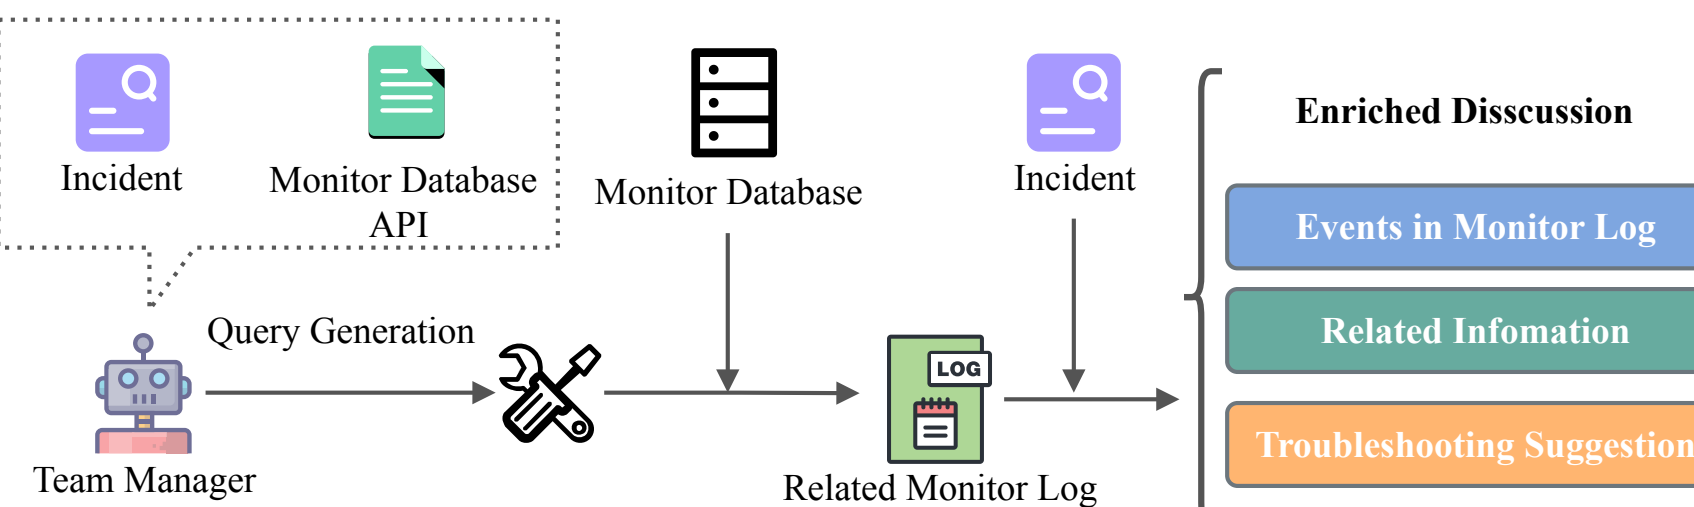 Incident
Monitor Database
API
Monitor Database
Incident
Enriched Disscussion
Events in Monitor Log
Related Infomation
Troubleshooting Suggestion
Query Generation
LOG
Team Manager
Related Monitor Log